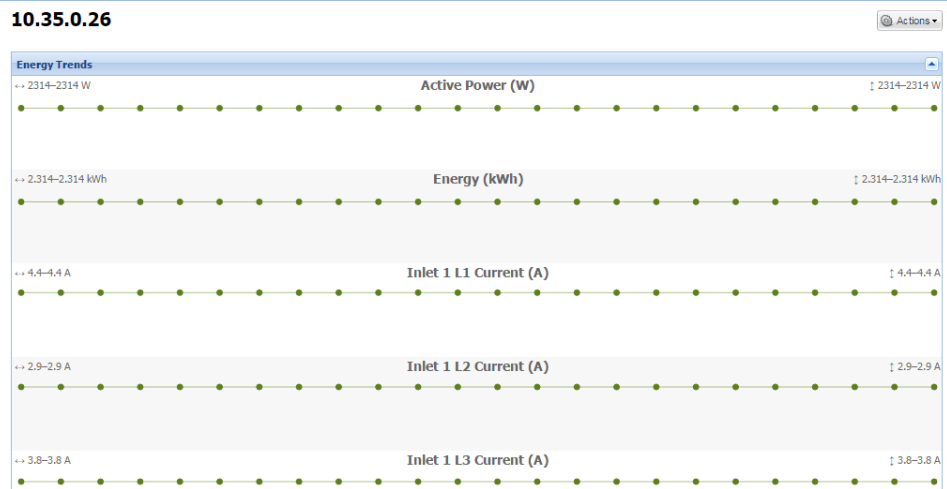 10.35.0.26
Actions
Energy Trends
↔ 2314–2314 W Active Power (W) ↕ 2314–2314 W
↔ 2.314–2.314 kWh Energy (kWh) ↕ 2.314–2.314 kWh
↔ 4.4–4.4 A Inlet 1 L1 Current (A) ↕ 4.4–4.4 A
↔ 2.9–2.9 A Inlet 1 L2 Current (A) ↕ 2.9–2.9 A
↔ 3.8–3.8 A Inlet 1 L3 Current (A) ↕ 3.8–3.8 A